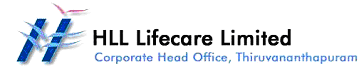 HLL Lifecare Limited
Corporate Head Office, Thiruvananthapuram